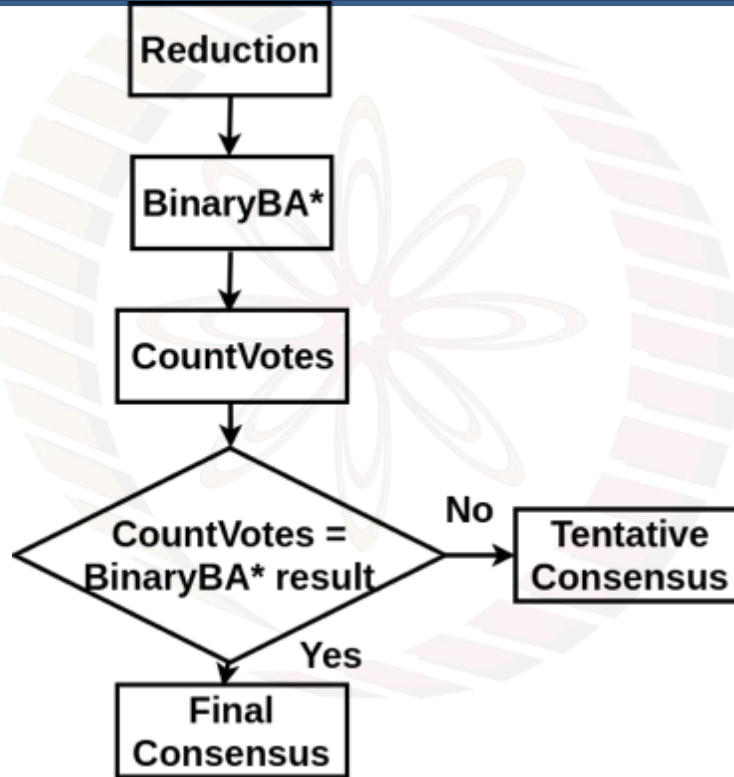 Reduction
BinaryBA*
CountVotes
CountVotes =
BinaryBA* result
No
Tentative
Consensus
Yes
Final
Consensus